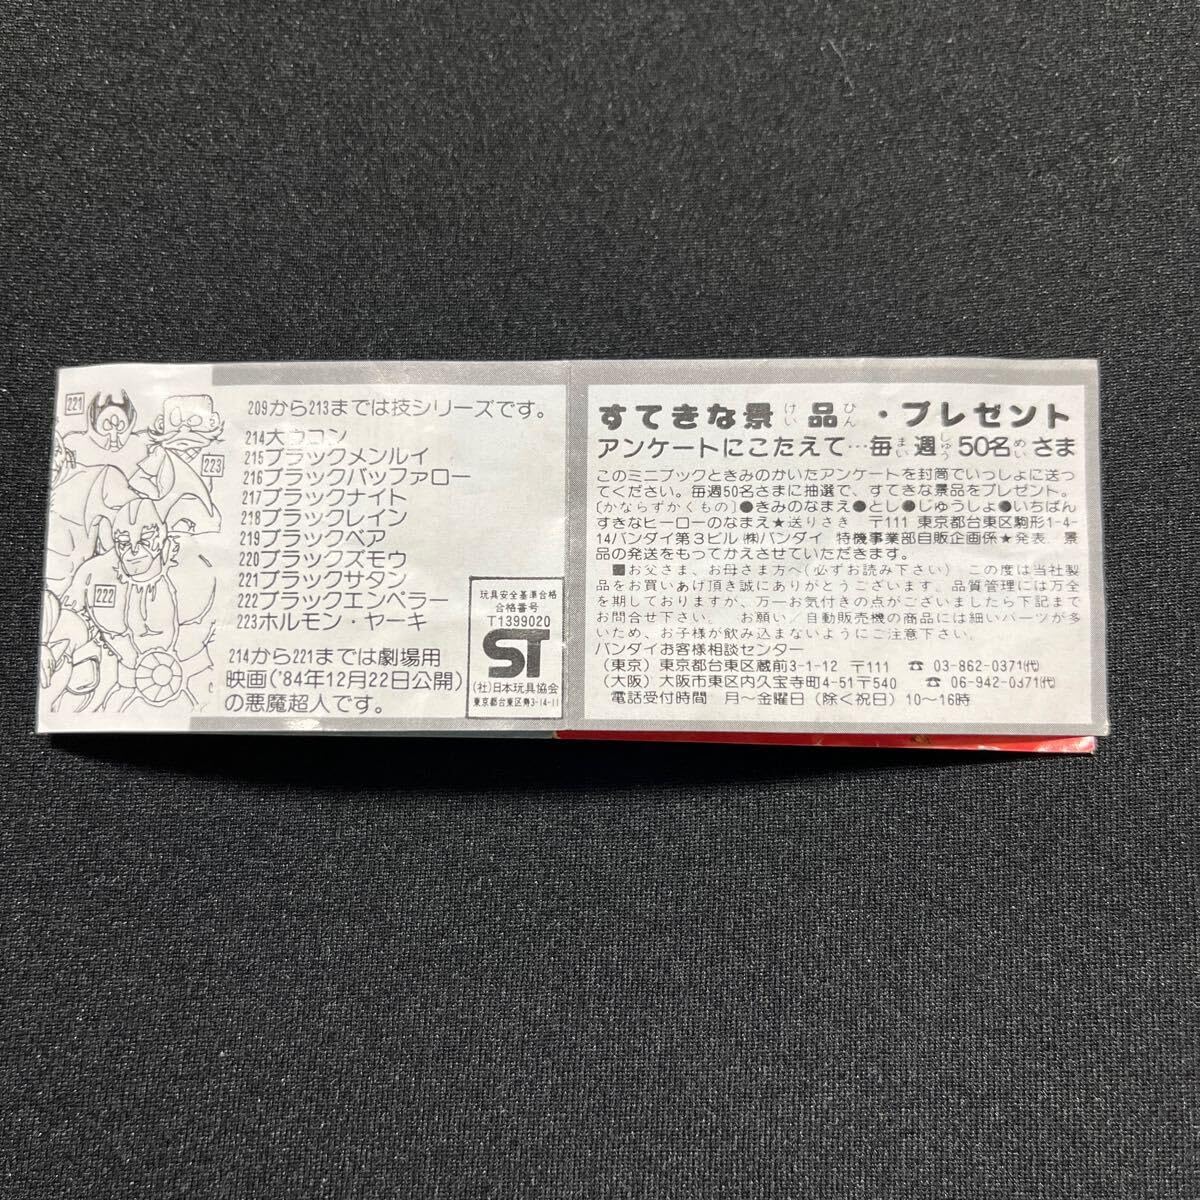 221
223
222
209から213までは技シリーズです。
214大ウコン
215ブラックメンルイ
216ブラックバッファロー
217ブラックナイト
218ブラックレイン
219ブラックベア
220ブラックズモウ
221ブラックサタン
222ブラックエンペラー
223ホルモン・ヤーキ
214から221までは劇場用
映画('84年12月22日公開)
の悪魔超人です。
玩具安全基準合格
合格番号
T1399020
ST
(社)日本玩具協会
東京都台東区寿3-14-11
すてきな景品・プレゼント
けい ひん
アンケートにこたえて…毎週50名さま
まい しゅう めい
このミニブックときみのかいたアンケートを封筒でいっしょに送っ
てください。毎週50名さまに抽選で、すてきな景品をプレゼント。
[かならずかくもの]●きみのなまえ●とし●じゅうしょ●いちばん
すきなヒーローのなまえ★送りさき 〒111 東京都台東区駒形1-4-
14バンダイ第3ビル ㈱バンダイ 特機事業部自販企画係★発表 景
品の発送をもってかえさせていただきます。
■お父さま、お母さま方へ(必ずお読み下さい) この度は当社製
品をお買いあげ頂き誠にありがとうございます。品質管理には万全
を期しておりますが、万一お気付きの点がございましたら下記まで
お問合せ下さい。 お願い/自動販売機の商品には細いパーツが多
いため、お子様が飲み込まないようにご注意下さい。
バンダイお客様相談センター
(東京) 東京都台東区蔵前3-1-12 〒111 ☎ 03-862-0371(代)
(大阪) 大阪市東区内久宝寺町4-51〒540 ☎ 06-942-0371(代)
電話受付時間 月〜金曜日(除く祝日) 10〜16時